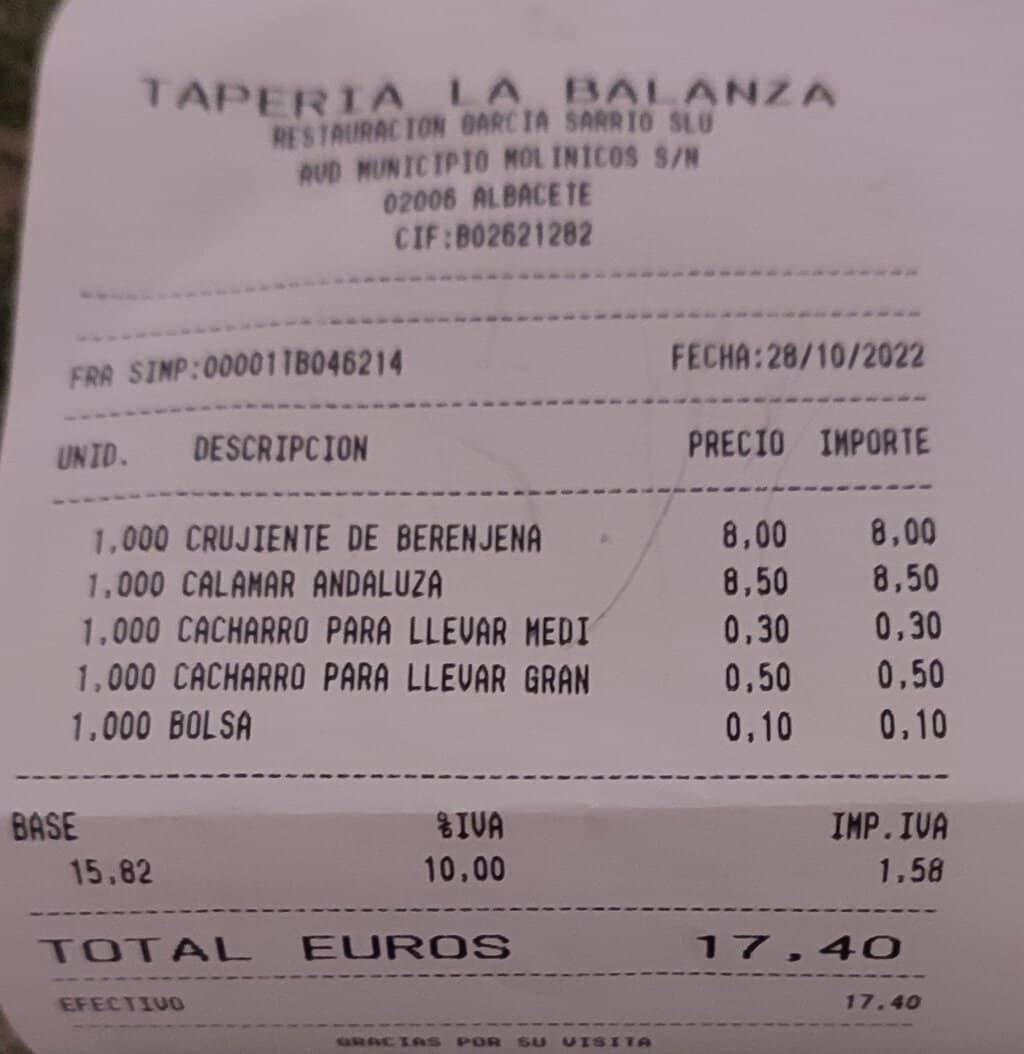 TAPERIA LA BALANZA
RESTAURACION GARCIA SARRIO SLU
AVD MUNICIPIO MOLINICOS S/N
02006 ALBACETE
CIF:B02621282
FRA SIMP:00001TB046214 FECHA:28/10/2022
UNID. DESCRIPCION PRECIO IMPORTE
1,000 CRUJIENTE DE BERENJENA 8,00 8,00
1,000 CALAMAR ANDALUZA 8,50 8,50
1,000 CACHARRO PARA LLEVAR MEDI 0,30 0,30
1,000 CACHARRO PARA LLEVAR GRAN 0,50 0,50
1,000 BOLSA 0,10 0,10
BASE %IVA IMP.IVA
15,82 10,00 1,58
TOTAL EUROS 17,40
EFECTIVO 17.40
GRACIAS POR SU VISITA